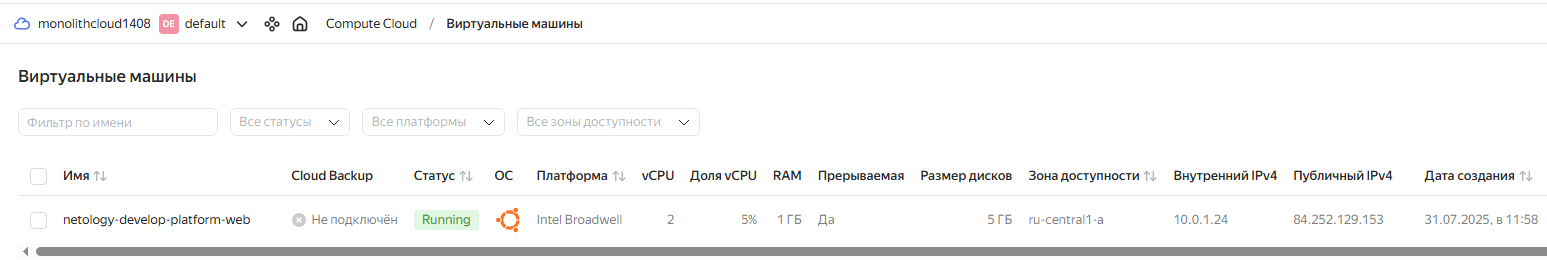 monolithcloud1408 DE default Compute Cloud / Виртуальные машины
Виртуальные машины
Фильтр по имени Все статусы Все платформы Все зоны доступности
Имя Cloud Backup Статус ОС Платформа vCPU Доля vCPU RAM Прерываемая Размер дисков Зона доступности Внутренний IPv4 Публичный IPv4 Дата создания
netology-develop-platform-web Не подключён Running Intel Broadwell 2 5% 1 ГБ Да 5 ГБ ru-central1-a 10.0.1.24 84.252.129.153 31.07.2025, в 11:58